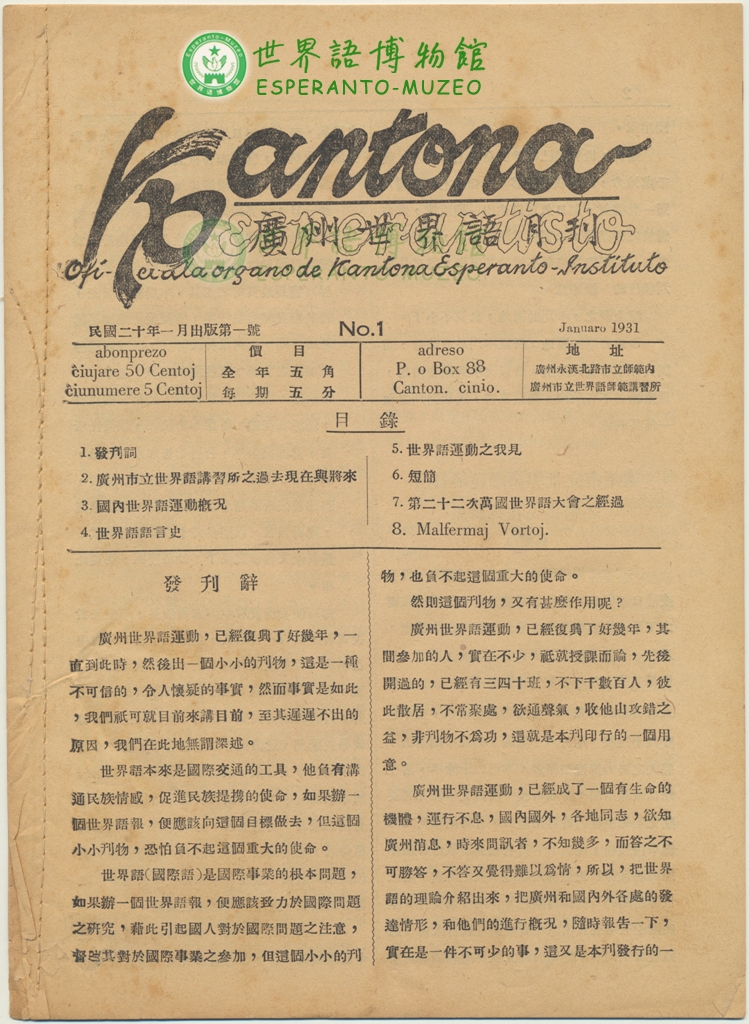 世界語博物館
ESPERANTO-MUZEO
Kantona
Esperantisto
廣州世界語月刊
Ofi-ciala organo de Kantona Esperanto-Instituto
民國二十年一月出版第一號
No.1
Januaro 1931
abonprezo
ĉiujare 50 Centoj
ĉiunumere 5 Centoj
價目
全年五角
每期五分
adreso
P. o Box 88
Canton. cinio.
地址
廣州永漢北路市立師範內
廣州市立世界語師範講習所
目錄
1. 發刊詞
2. 廣州市立世界語講習所之過去現在與將來
3. 國內世界語運動概況
4. 世界語語言史
5. 世界語運動之我見
6. 短簡
7. 第二十二次萬國世界語大會之經過
8. Malfermaj Vortoj.
發刊辭
廣州世界語運動，已經復興了好幾年，一
直到此時，然後出一個小小的刊物，這是一種
不可信的，令人懷疑的事實，然而事實是如此
，我們祇可就目前來講目前，至其遲遲不出的
原因，我們在此地無謂深述。
世界語本來是國際交通的工具，他負有溝
通民族情感，促進民族提携的使命，如果辦一
個世界語報，便應該向這個目標做去，但這個
小小刊物，恐怕負不起這個重大的使命。
世界語（國際語）是國際事業的根本問題，
如果辦一個世界語報，便應該致力於國際問題
之研究，藉此引起國人對於國際問題之注意，
督促其對於國際事業之參加，但這個小小的刋
物，也負不起這個重大的使命。
然則這個刋物，又有甚麼作用呢？
廣州世界語運動，已經復興了好幾年，其
間參加的人，實在不少，祗就授課而論，先後
開過的，已經有三四十班，不下千數百人，彼
此散居，不常聚處，欲通聲氣，收他山攻錯之
益，非刋物不爲功，這就是本刋印行的一個用
意。
廣州世界語運動，已經成了一個有生命的
機體，運行不息，國內國外，各地同志，欲知
廣州消息，時來問訊者，不知幾多，而答之不
可勝答，不答又覺得難以爲情，所以，把世界
語的理論介紹出來，把廣州和國內外各處的發
達情形，和他們的進行概況，隨時報告一下，
實在是一件不可少的事，這又是本刋發行的一